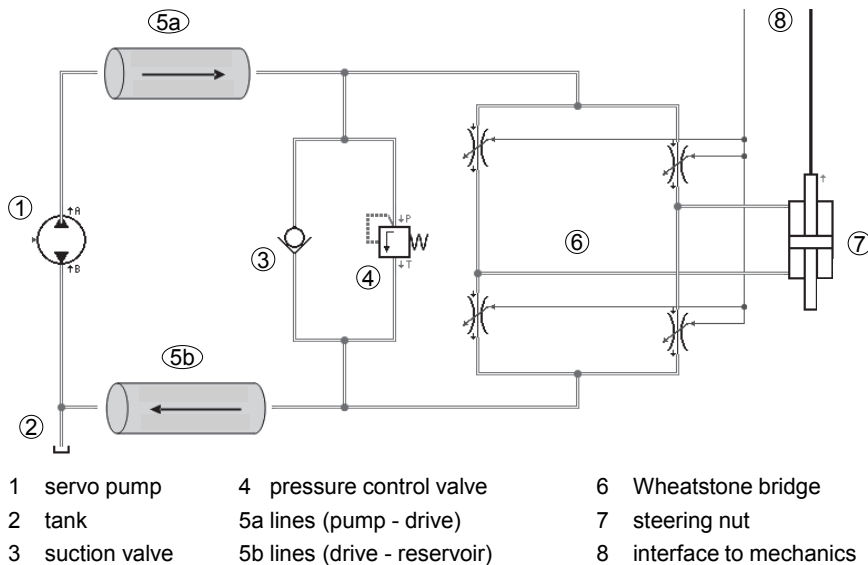 5a
8
1
↑A
↑B
3
↓P
4
↓T
6
7
5b
2
1 servo pump
2 tank
3 suction valve
4 pressure control valve
5a lines (pump - drive)
5b lines (drive - reservoir)
6 Wheatstone bridge
7 steering nut
8 interface to mechanics